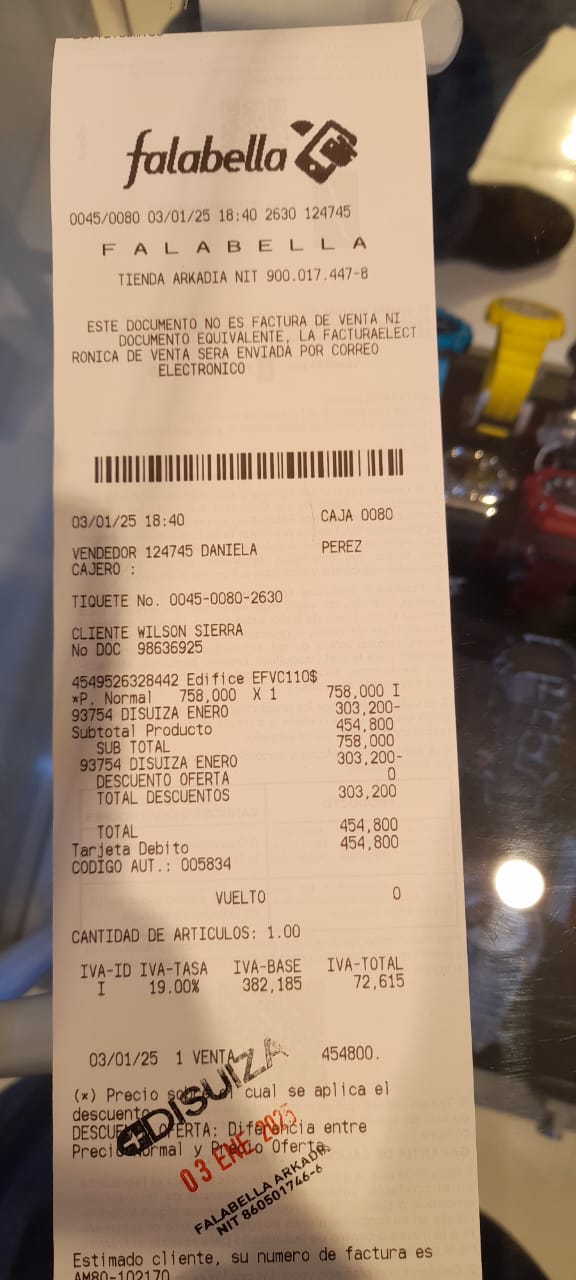 falabella
0045/0080 03/01/25 18:40 2630 124745
F A L A B E L L A
TIENDA ARKADIA NIT 900.017.447-8
ESTE DOCUMENTO NO ES FACTURA DE VENTA NI
DOCUMENTO EQUIVALENTE, LA FACTURAELECT
RONICA DE VENTA SERA ENVIADA POR CORREO
ELECTRONICO
03/01/25 18:40 CAJA 0080
VENDEDOR 124745 DANIELA PEREZ
CAJERO :
TIQUETE No. 0045-0080-2630
CLIENTE WILSON SIERRA
No DOC 98636925
4549526328442 Edifice EFVC110$
*P. Normal 758,000 X 1 758,000 I
93754 DISUIZA ENERO 303,200-
Subtotal Producto 454,800
SUB TOTAL 758,000
93754 DISUIZA ENERO 303,200-
DESCUENTO OFERTA 0
TOTAL DESCUENTOS 303,200
TOTAL 454,800
Tarjeta Debito 454,800
CODIGO AUT.: 005834
VUELTO 0
CANTIDAD DE ARTICULOS: 1.00
IVA-ID IVA-TASA IVA-BASE IVA-TOTAL
I 19.00% 382,185 72,615
03/01/25 1 VENTA 454800.
(*) Precio cual se aplica el
descuento
OFERTA: Diferencia entre
Precio Normal y Precio Oferta.
DISUIZA
03 ENE 2025
FALABELLA ARKADIA
NIT 860501746-6
Estimado cliente, su numero de factura es
AM80-102170